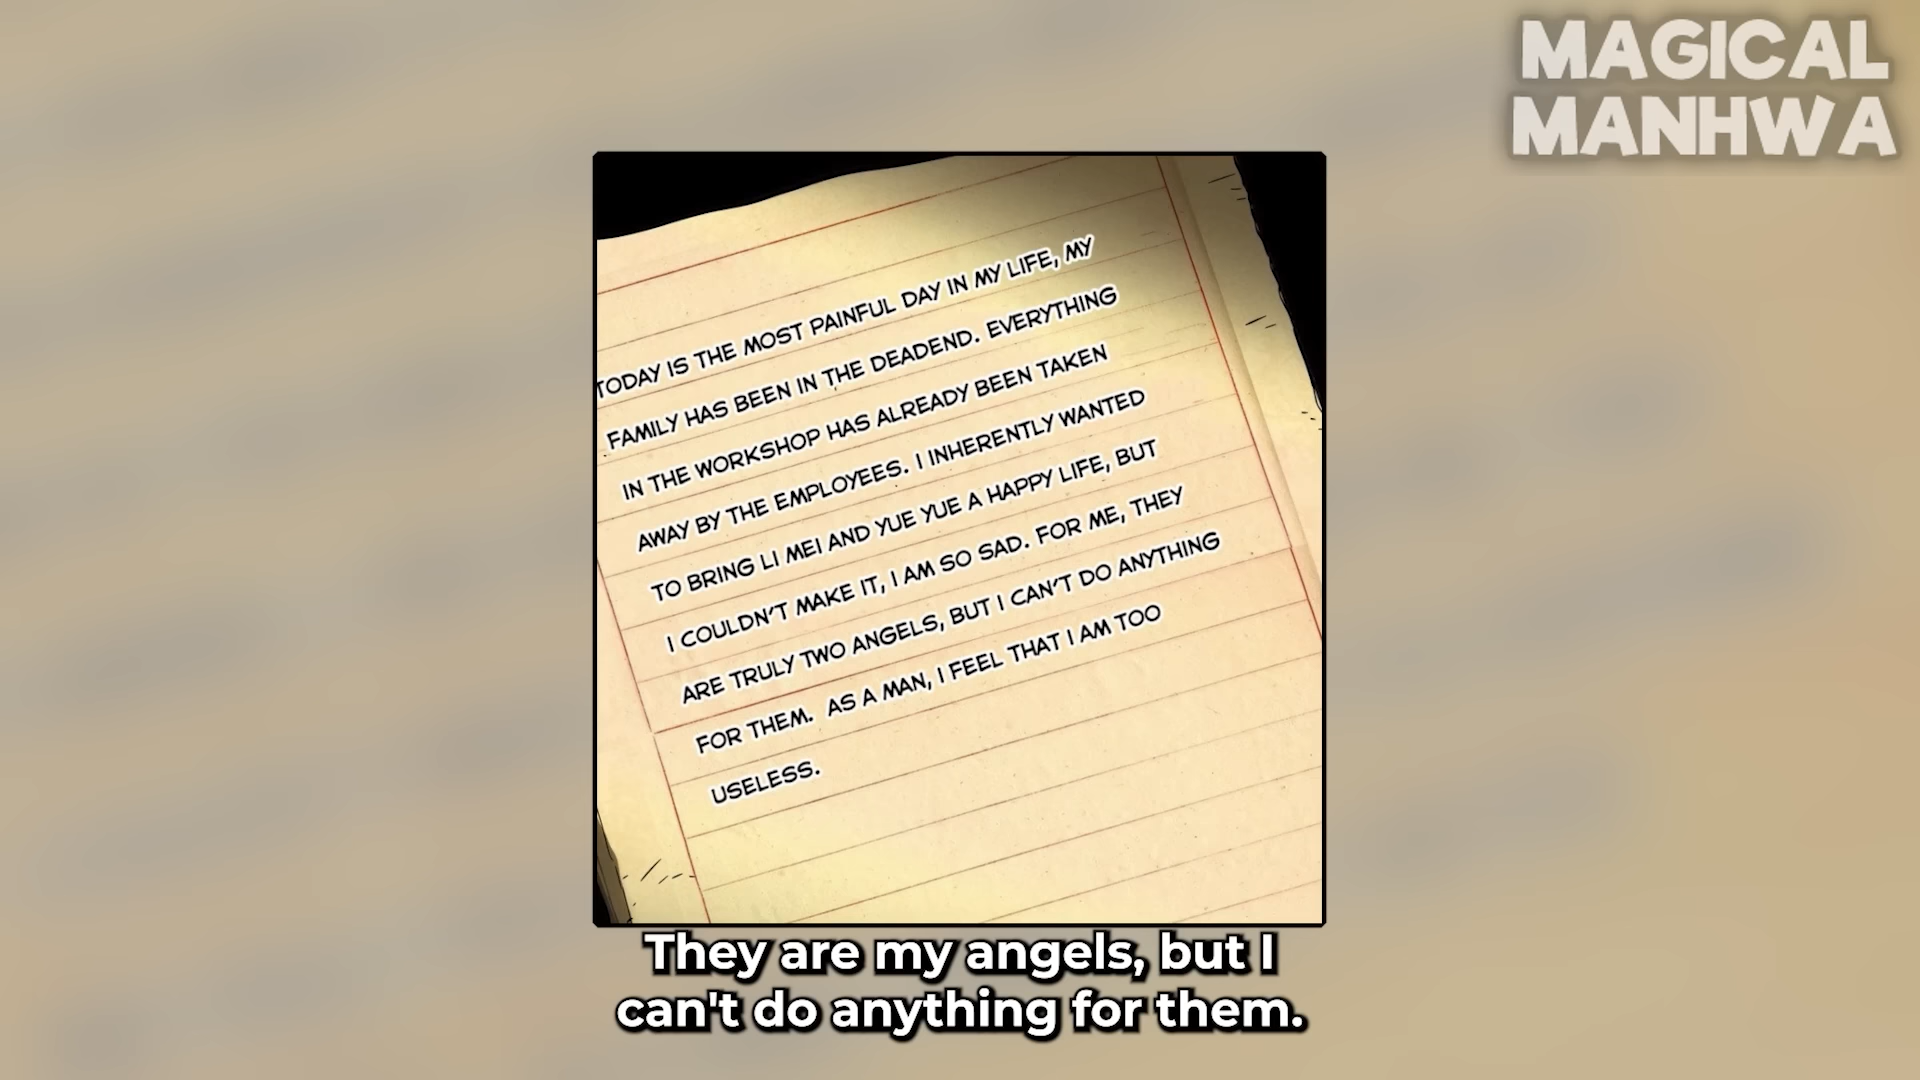 MAGICAL
MANHWA
TODAY IS THE MOST PAINFUL DAY IN MY LIFE, MY
FAMILY HAS BEEN IN THE DEADEND. EVERYTHING
IN THE WORKSHOP HAS ALREADY BEEN TAKEN
AWAY BY THE EMPLOYEES. I INHERENTLY WANTED
TO BRING LI MEI AND YUE YUE A HAPPY LIFE, BUT
I COULDN'T MAKE IT, I AM SO SAD. FOR ME, THEY
ARE TRULY TWO ANGELS, BUT I CAN'T DO ANYTHING
FOR THEM. AS A MAN, I FEEL THAT I AM TOO
USELESS.
They are my angels, but I
can't do anything for them.